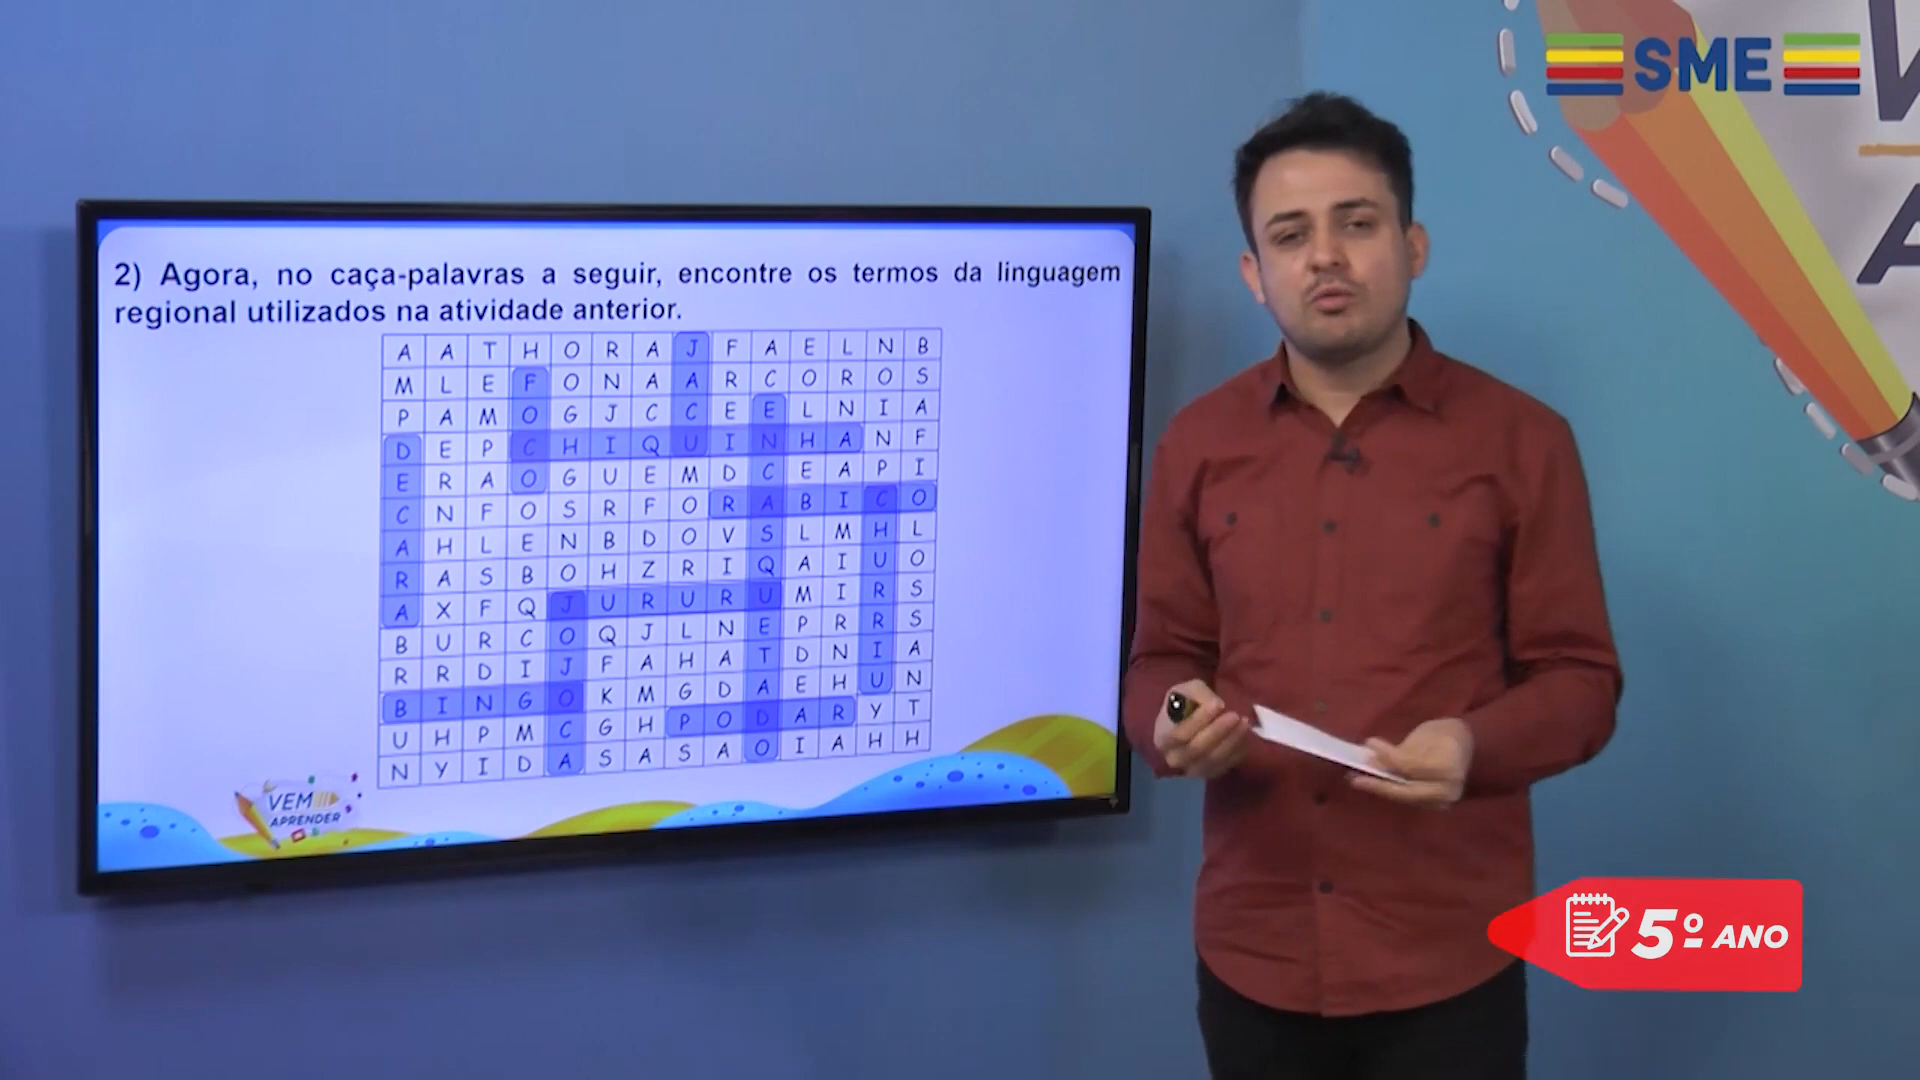 SME
2) Agora, no caça-palavras a seguir, encontre os termos da linguagem
regional utilizados na atividade anterior.
A A T H O R A J F A E L N B
M L E F O N A A R C O R O S
P A M O G J C C E E L N I A
D E P C H I Q U I N H A N F
E R A O G U E M D C E A P I
C N F O S R F O R A B I C O
A H L E N B D O V S L M H L
R A S B O H Z R I Q A I U O
A X F Q J U R U R U M I R S
B U R C O Q J L N E P R R S
R R D I J F A H A T D N I A
B I N G O K M G D A E H U N
U H P M C G H P O D A R Y T
N Y I D A S A S A O I A H H
VEM
APRENDER
5º ANO